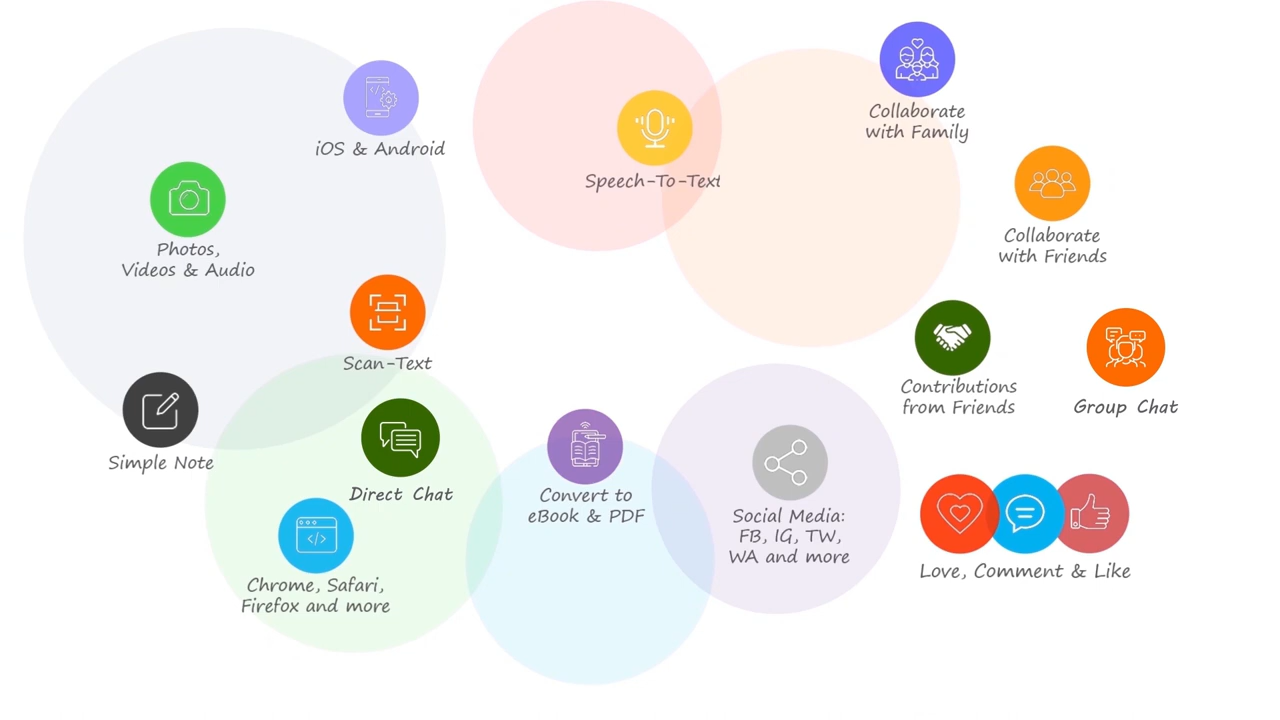 iOS & Android
Photos,
Videos & Audio
Scan-Text
Simple Note
Direct Chat
Chrome, Safari,
Firefox and more
Speech-To-Text
Convert to
eBook & PDF
Social Media:
FB, IG, TW,
WA and more
Collaborate
with Family
Collaborate
with Friends
Contributions
from Friends
Group Chat
Love, Comment & Like